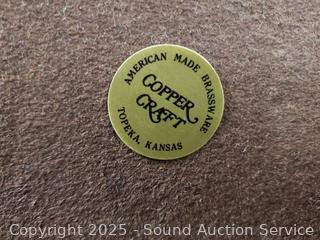 AMERICAN MADE BRASSWARE
COPPER
CRAFT
TOPEKA, KANSAS
Copyright 2025 - Sound Auction Service